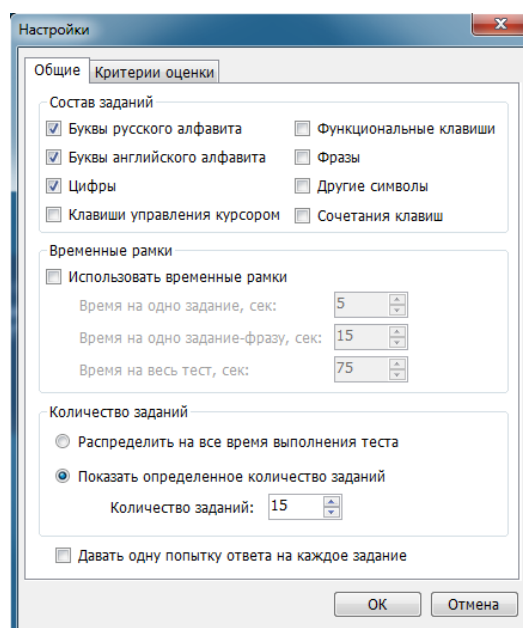 Настройки
Общие Критерии оценки
Состав заданий
Буквы русского алфавита Функциональные клавиши
Буквы английского алфавита Фразы
Цифры Другие символы
Клавиши управления курсором Сочетания клавиш
Временные рамки
Использовать временные рамки
Время на одно задание, сек: 5
Время на одно задание-фразу, сек: 15
Время на весь тест, сек: 75
Количество заданий
Распределить на все время выполнения теста
Показать определенное количество заданий
Количество заданий: 15
Давать одну попытку ответа на каждое задание
ОК Отмена